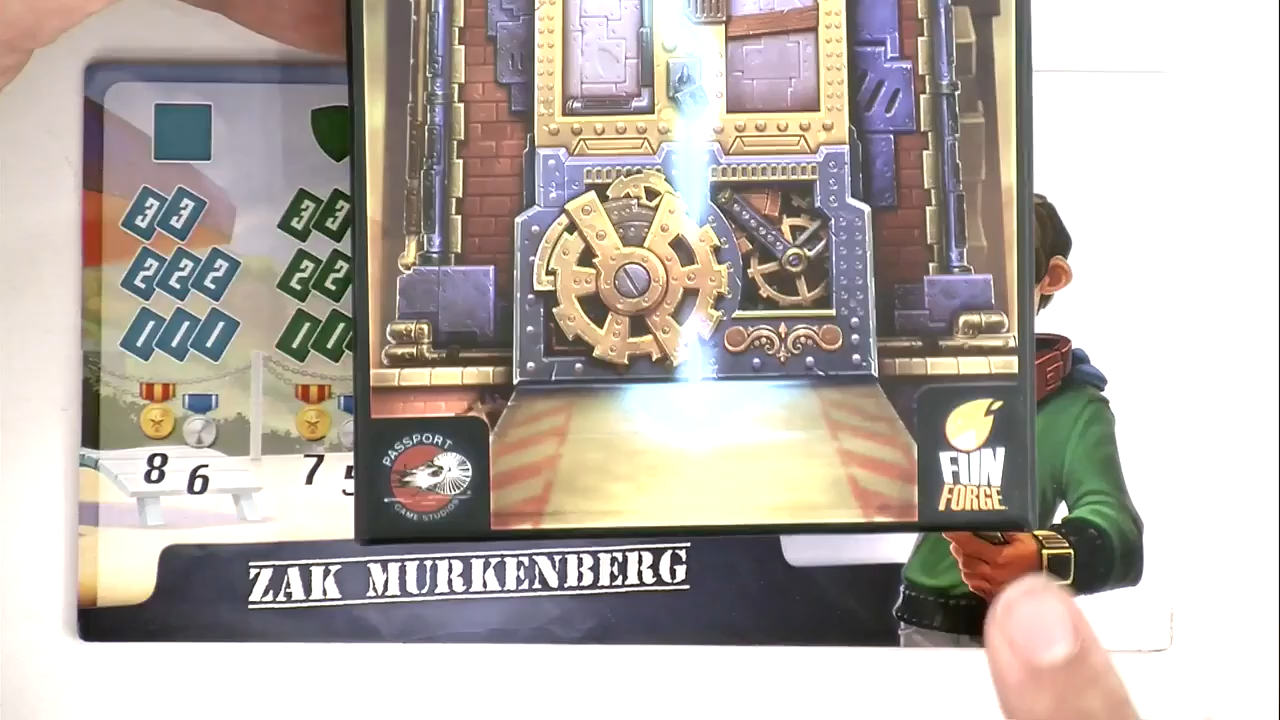 3 3
3 3
2 2 2
2 2
1 1 1
1 1
8 6
7 5
PASSPORT
GAME STUDIOS
FUN
FORGE
ZAK MURKENBERG